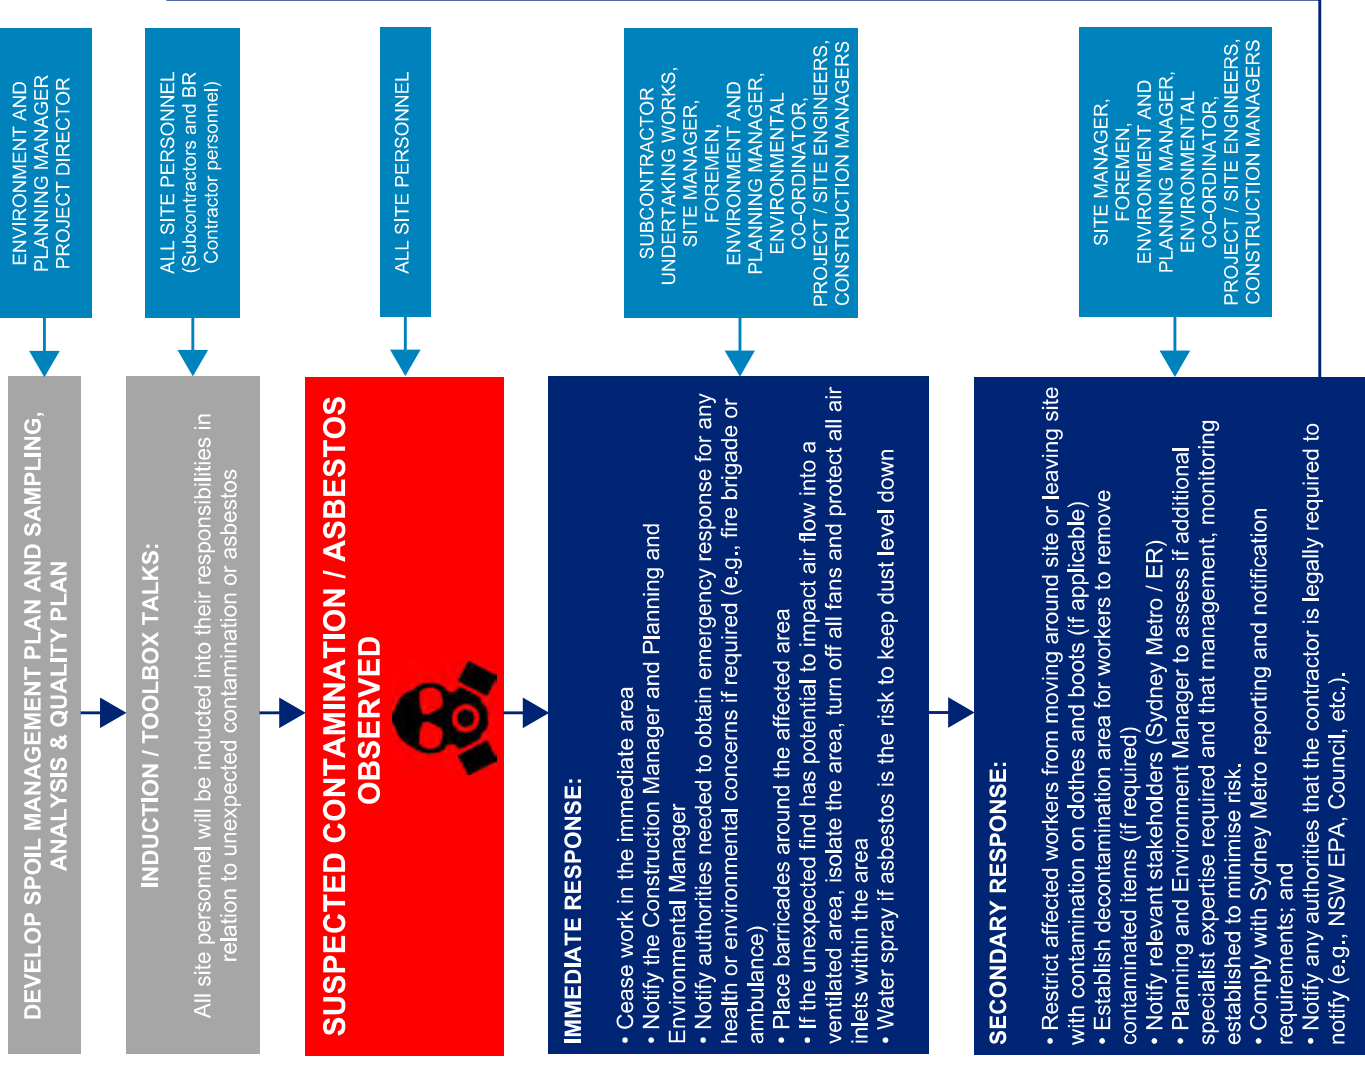 DEVELOP SPOIL MANAGEMENT PLAN AND SAMPLING,
ANALYSIS & QUALITY PLAN
ENVIRONMENT AND
PLANNING MANAGER
PROJECT DIRECTOR
INDUCTION / TOOLBOX TALKS:
All site personnel will be inducted into their responsibilities in
relation to unexpected contamination or asbestos
ALL SITE PERSONNEL
(Subcontractors and BR
Contractor personnel)
SUSPECTED CONTAMINATION / ASBESTOS
OBSERVED
ALL SITE PERSONNEL
IMMEDIATE RESPONSE:
• Cease work in the immediate area
• Notify the Construction Manager and Planning and
Environmental Manager
• Notify authorities needed to obtain emergency response for any
health or environmental concerns if required (e.g., fire brigade or
ambulance)
• Place barricades around the affected area
• If the unexpected find has potential to impact air flow into a
ventilated area, isolate the area, turn off all fans and protect all air
inlets within the area
• Water spray if asbestos is the risk to keep dust level down
SUBCONTRACTOR
UNDERTAKING WORKS,
SITE MANAGER,
FOREMEN,
ENVIRONMENT AND
PLANNING MANAGER,
ENVIRONMENTAL
CO-ORDINATOR,
PROJECT / SITE ENGINEERS,
CONSTRUCTION MANAGERS
SECONDARY RESPONSE:
• Restrict affected workers from moving around site or leaving site
with contamination on clothes and boots (if applicable)
• Establish decontamination area for workers to remove
contaminated items (if required)
• Notify relevant stakeholders (Sydney Metro / ER)
• Planning and Environment Manager to assess if additional
specialist expertise required and that management, monitoring
established to minimise risk.
• Comply with Sydney Metro reporting and notification
requirements; and
• Notify any authorities that the contractor is legally required to
notify (e.g., NSW EPA, Council, etc.).
SITE MANAGER,
FOREMEN,
ENVIRONMENT AND
PLANNING MANAGER,
ENVIRONMENTAL
CO-ORDINATOR,
PROJECT / SITE ENGINEERS,
CONSTRUCTION MANAGERS